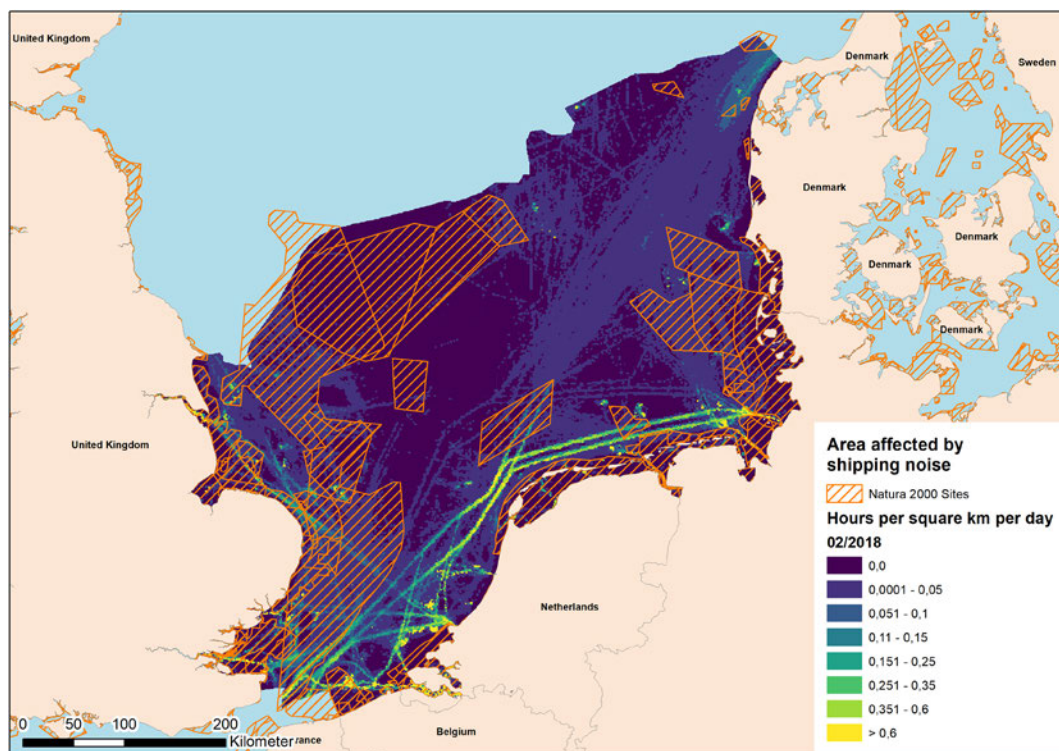 United Kingdom
Denmark
Sweden
Denmark
Denmark
Denmark
Denmark
United Kingdom
Netherlands
Belgium
rance
0 50 100 200
Kilometer
Area affected by
shipping noise
Natura 2000 Sites
Hours per square km per day
02/2018
0,0
0,0001 - 0,05
0,051 - 0,1
0,11 - 0,15
0,151 - 0,25
0,251 - 0,35
0,351 - 0,6
> 0,6